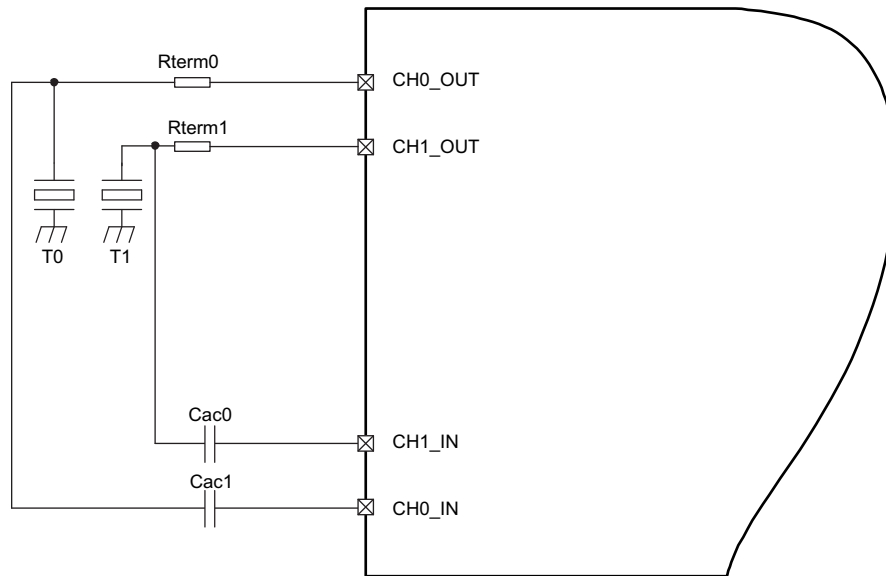 Rterm0
CH0_OUT
Rterm1
CH1_OUT
T0
T1
Cac0
CH1_IN
Cac1
CH0_IN